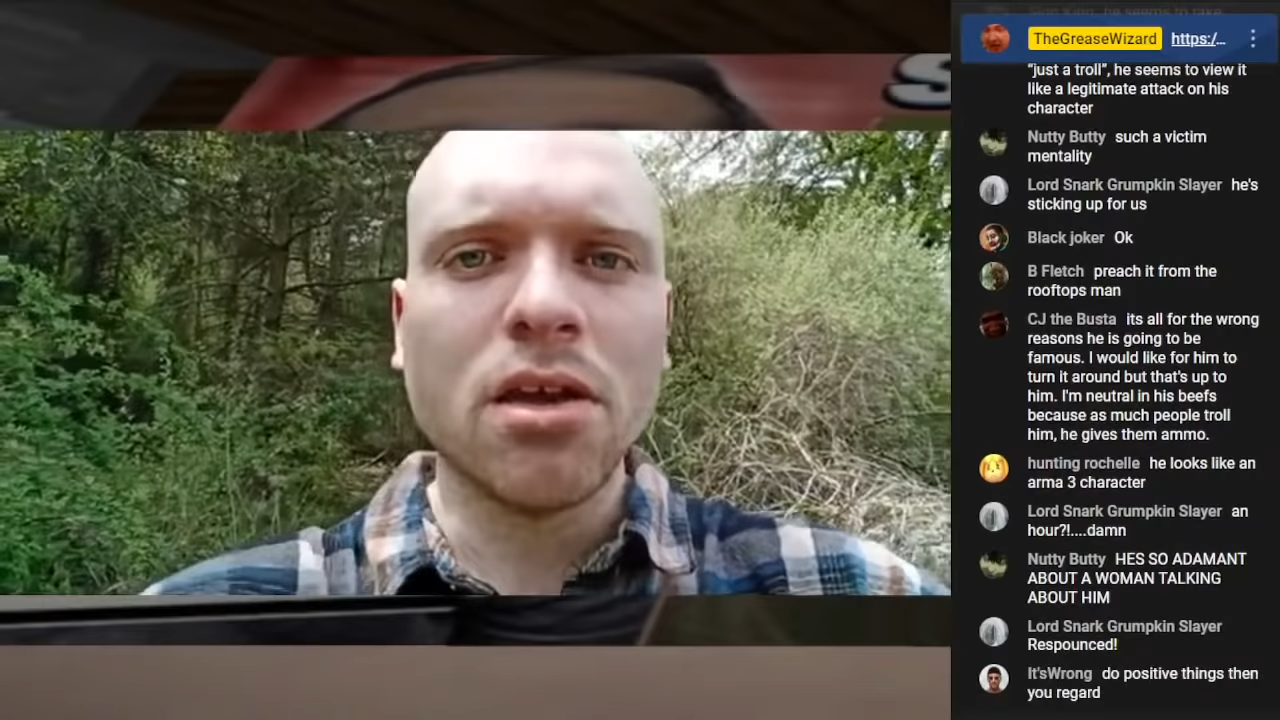 S
TheGreaseWizard https:/...
"just a troll", he seems to view it
like a legitimate attack on his
character
Nutty Butty such a victim
mentality
Lord Snark Grumpkin Slayer he's
sticking up for us
Black joker Ok
B Fletch preach it from the
rooftops man
CJ the Busta its all for the wrong
reasons he is going to be
famous. I would like for him to
turn it around but that's up to
him. I'm neutral in his beefs
because as much people troll
him, he gives them ammo.
hunting rochelle he looks like an
arma 3 character
Lord Snark Grumpkin Slayer an
hour?!....damn
Nutty Butty HES SO ADAMANT
ABOUT A WOMAN TALKING
ABOUT HIM
Lord Snark Grumpkin Slayer
Respounced!
It'sWrong do positive things then
you regard